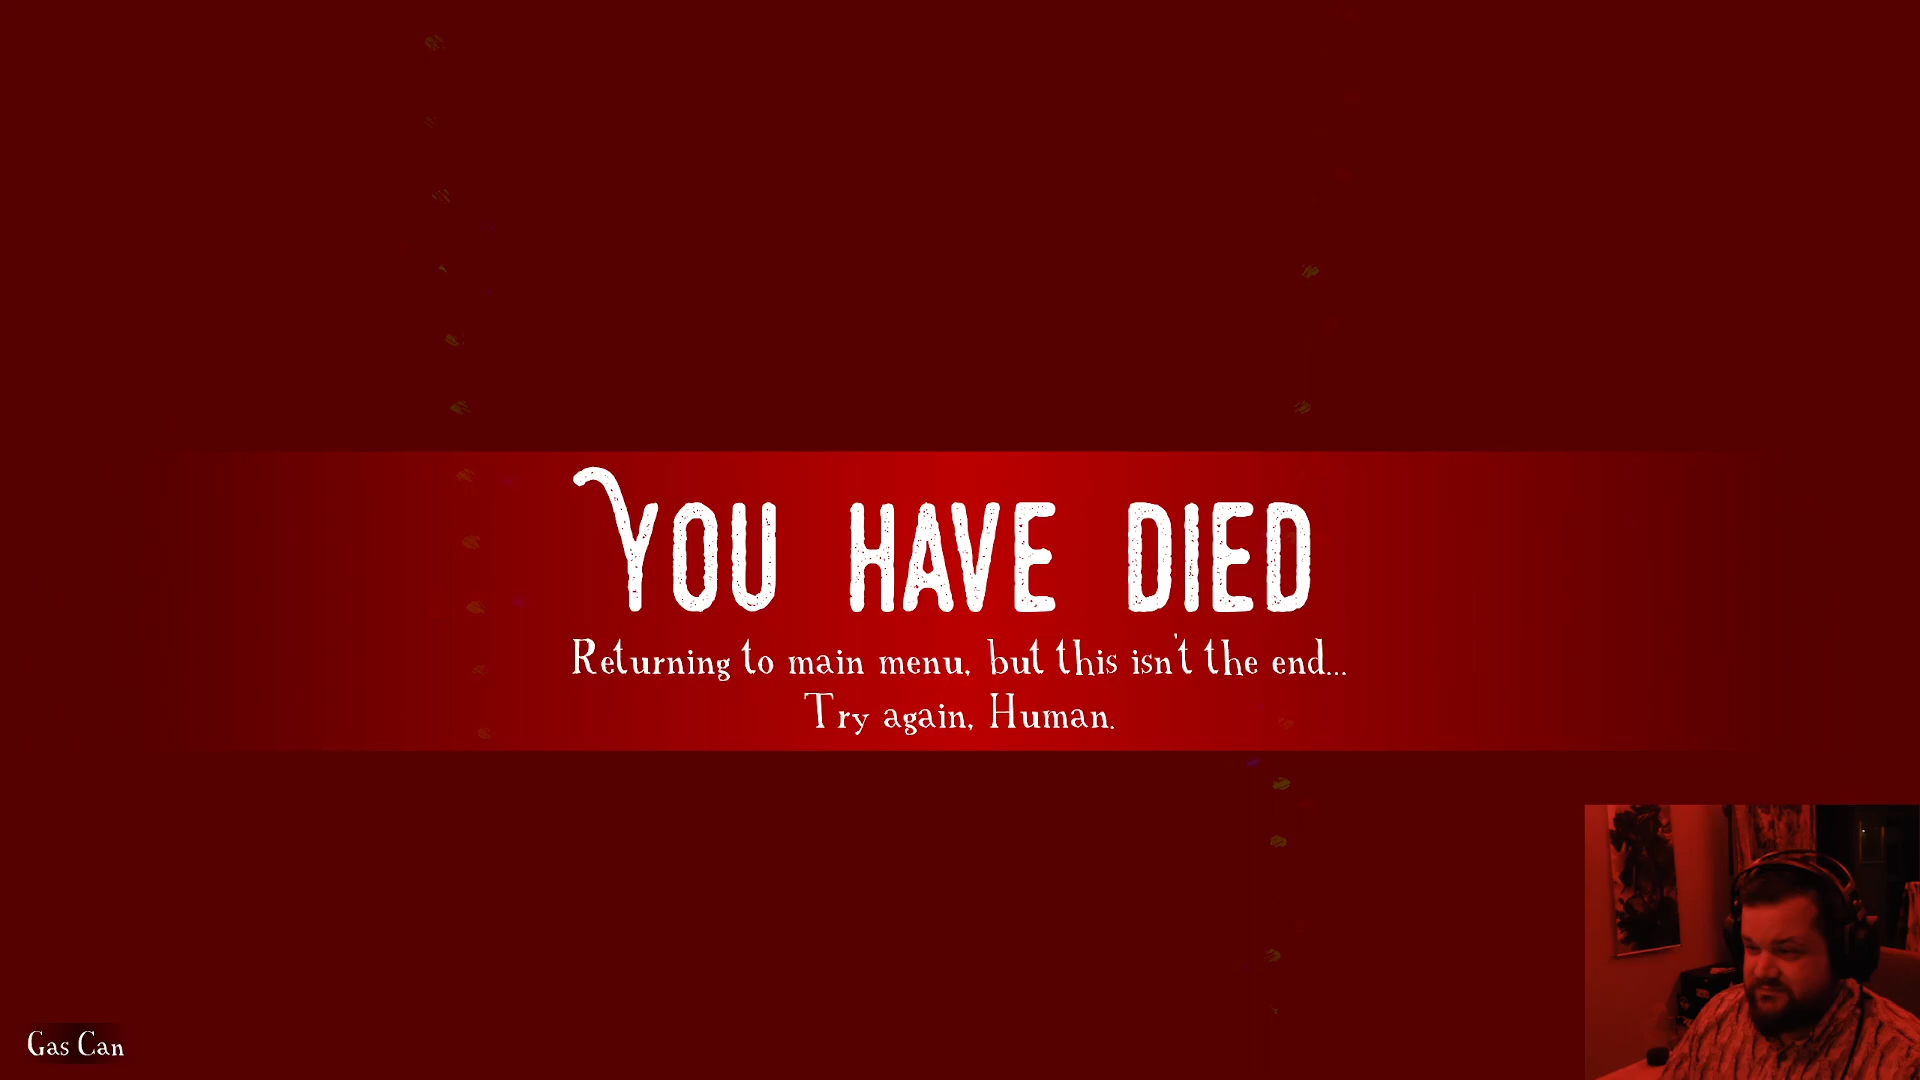 YOU HAVE DIED
Returning to main menu, but this isn't the end...
Try again, Human.
Gas Can